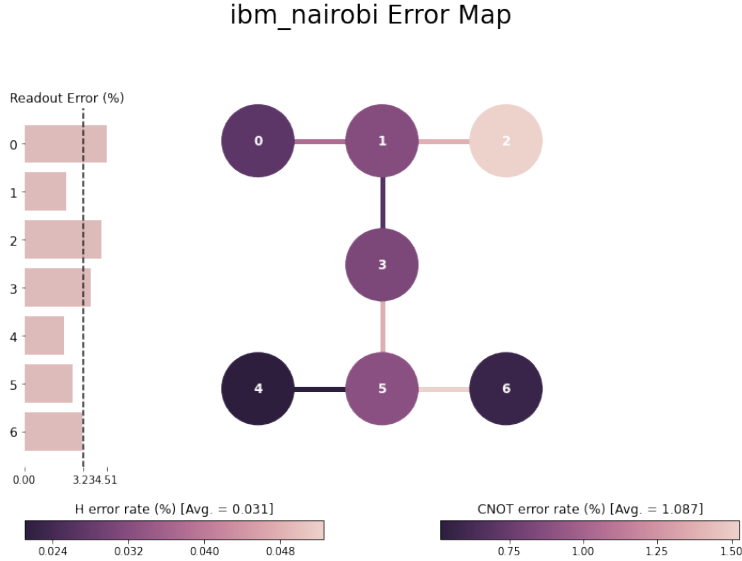 ibm_nairobi Error Map
Readout Error (%)
0
1
2
3
4
5
6
0.00 3.23 4.51
0 1 2
3
4 5 6
H error rate (%) [Avg. = 0.031]
0.024 0.032 0.040 0.048
CNOT error rate (%) [Avg. = 1.087]
0.75 1.00 1.25 1.50